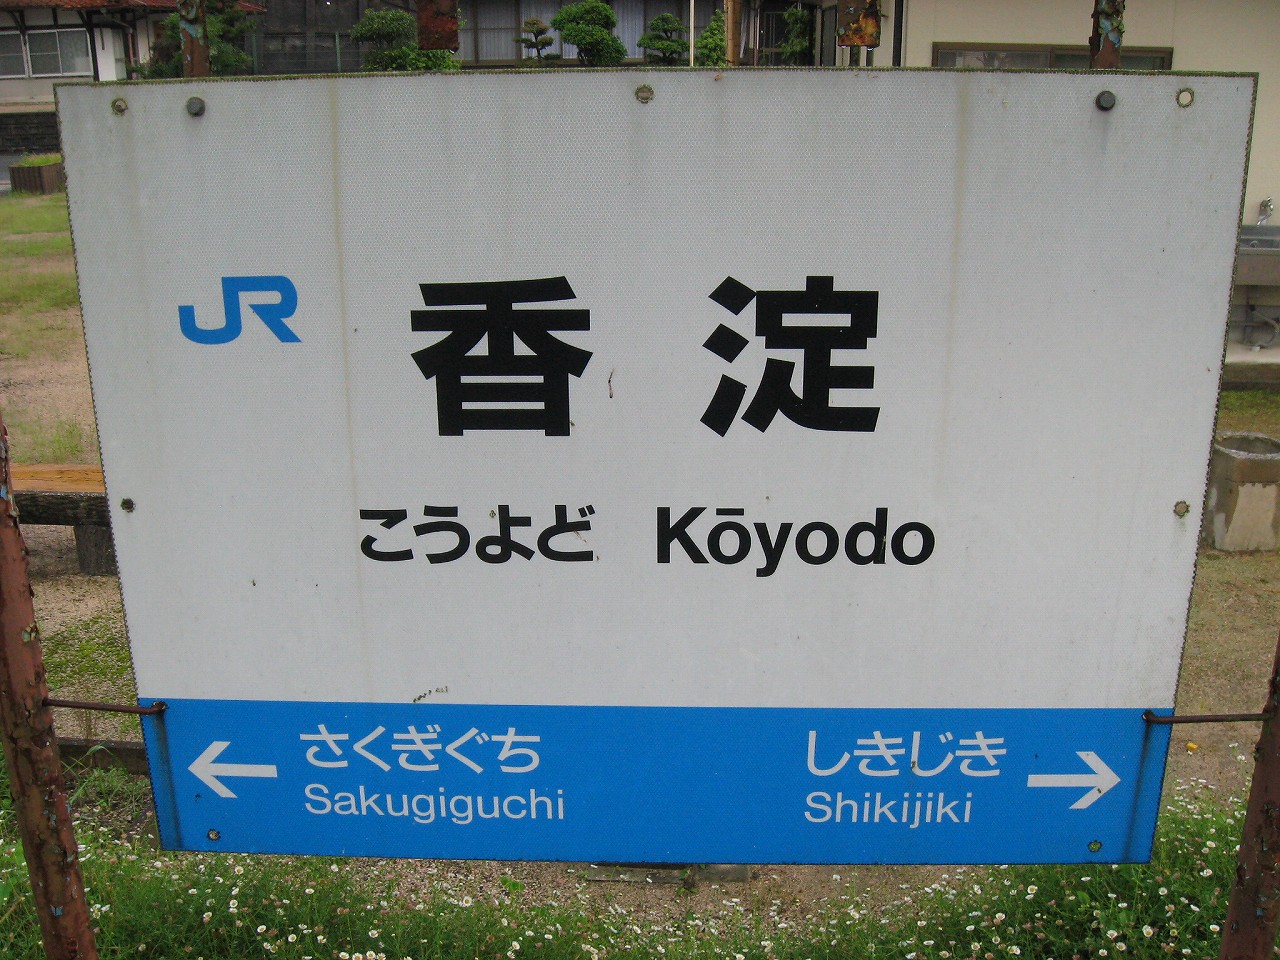 JR
香淀
こうよど Kōyodo
さくぎぐち
Sakugiguchi
しきじき
Shikijiki